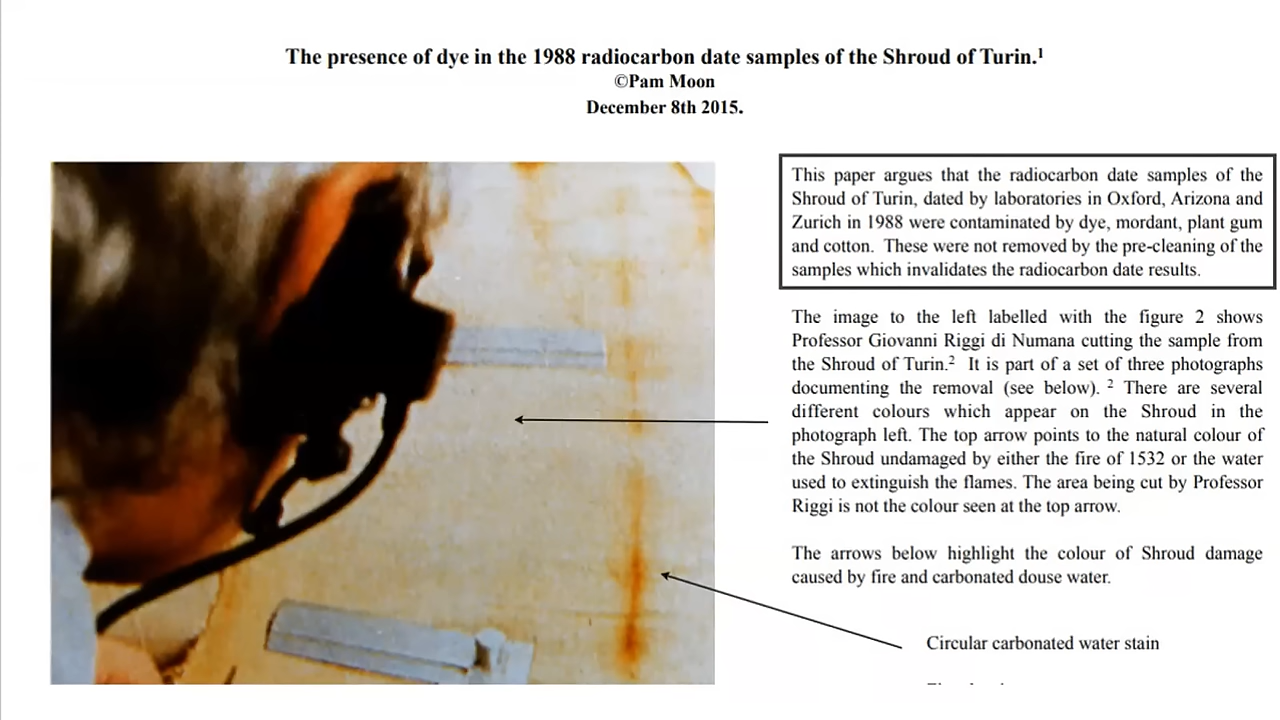 The presence of dye in the 1988 radiocarbon date samples of the Shroud of Turin.¹
©Pam Moon
December 8th 2015.
This paper argues that the radiocarbon date samples of the
Shroud of Turin, dated by laboratories in Oxford, Arizona and
Zurich in 1988 were contaminated by dye, mordant, plant gum
and cotton. These were not removed by the pre-cleaning of the
samples which invalidates the radiocarbon date results.
The image to the left labelled with the figure 2 shows
Professor Giovanni Riggi di Numana cutting the sample from
the Shroud of Turin.² It is part of a set of three photographs
documenting the removal (see below). ² There are several
different colours which appear on the Shroud in the
photograph left. The top arrow points to the natural colour of
the Shroud undamaged by either the fire of 1532 or the water
used to extinguish the flames. The area being cut by Professor
Riggi is not the colour seen at the top arrow.
The arrows below highlight the colour of Shroud damage
caused by fire and carbonated douse water.
Circular carbonated water stain